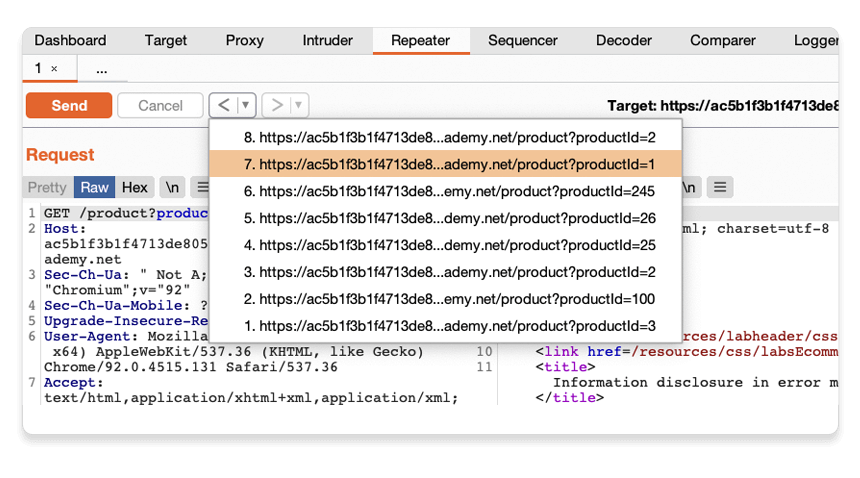 Dashboard Target Proxy Intruder Repeater Sequencer Decoder Comparer Logger
1 × ...
Send Cancel < ▼ > ▼ Target: https://ac5b1f3b1f4713de8
8. https://ac5b1f3b1f4713de8...ademy.net/product?productId=2
7. https://ac5b1f3b1f4713de8...ademy.net/product?productId=1
6. https://ac5b1f3b1f4713de8...emy.net/product?productId=245
5. https://ac5b1f3b1f4713de8...demy.net/product?productId=26
4. https://ac5b1f3b1f4713de8...demy.net/product?productId=25
3. https://ac5b1f3b1f4713de8...ademy.net/product?productId=2
2. https://ac5b1f3b1f4713de8...emy.net/product?productId=100
1. https://ac5b1f3b1f4713de8...ademy.net/product?productId=3
Request
Pretty Raw Hex \n ☰
1 GET /product?produc
2 Host:
ac5b1f3b1f4713de805
ademy.net
3 Sec-Ch-Ua: " Not A;
"Chromium";v="92"
4 Sec-Ch-Ua-Mobile: ?
5 Upgrade-Insecure-Re
6 User-Agent: Mozilla
x64) AppleWebKit/537.36 (KHTML, like Gecko)
Chrome/92.0.4515.131 Safari/537.36
7 Accept:
text/html,application/xhtml+xml,application/xml;
\n ☰
ml; charset=utf-8
urces/labheader/css
10 <link href=/resources/css/labsEcomm
11 <title>
Information disclosure in error m
</title>